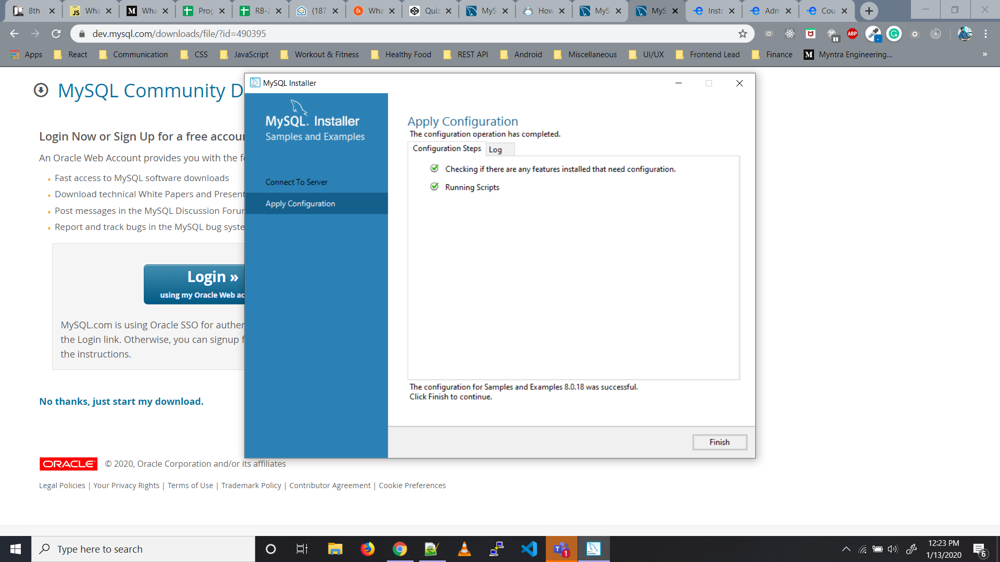 8th -
Wha
Wha
Prog
RB-2
(187
Wha
Quiz
MyS
How
MyS
MyS
Instr
Adm
Cou
dev.mysql.com/downloads/file/?id=490395
ABP
Apps
React
Communication
CSS
JavaScript
Workout & Fitness
Healthy Food
REST API
Android
Miscellaneous
UI/UX
Frontend Lead
Finance
Myntra Engineering...
»
MySQL Community D
Login Now or Sign Up for a free accou
An Oracle Web Account provides you with the f
• Fast access to MySQL software downloads
• Download technical White Papers and Present
• Post messages in the MySQL Discussion Foru
• Report and track bugs in the MySQL bug syste
Login »
using my Oracle Web ac
MySQL.com is using Oracle SSO for auther
the Login link. Otherwise, you can signup f
the instructions.
No thanks, just start my download.
ORACLE
© 2020, Oracle Corporation and/or its affiliates
Legal Policies | Your Privacy Rights | Terms of Use | Trademark Policy | Contributor Agreement | Cookie Preferences
MySQL Installer
MySQL. Installer
Samples and Examples
Connect To Server
Apply Configuration
Apply Configuration
The configuration operation has completed.
Configuration Steps
Log
Checking if there are any features installed that need configuration.
Running Scripts
The configuration for Samples and Examples 8.0.18 was successful.
Click Finish to continue.
Finish
Type here to search
1
12:23 PM
1/13/2020
6